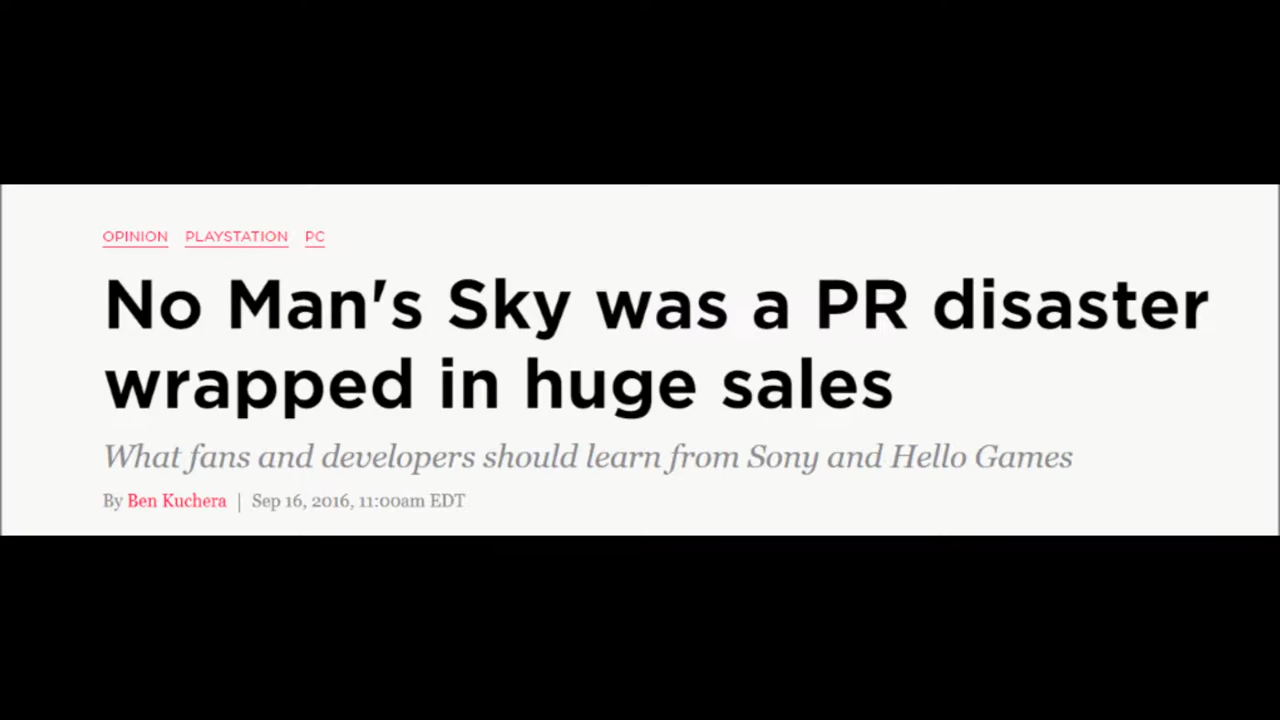 OPINION PLAYSTATION PC
No Man's Sky was a PR disaster
wrapped in huge sales
What fans and developers should learn from Sony and Hello Games
By Ben Kuchera | Sep 16, 2016, 11:00am EDT